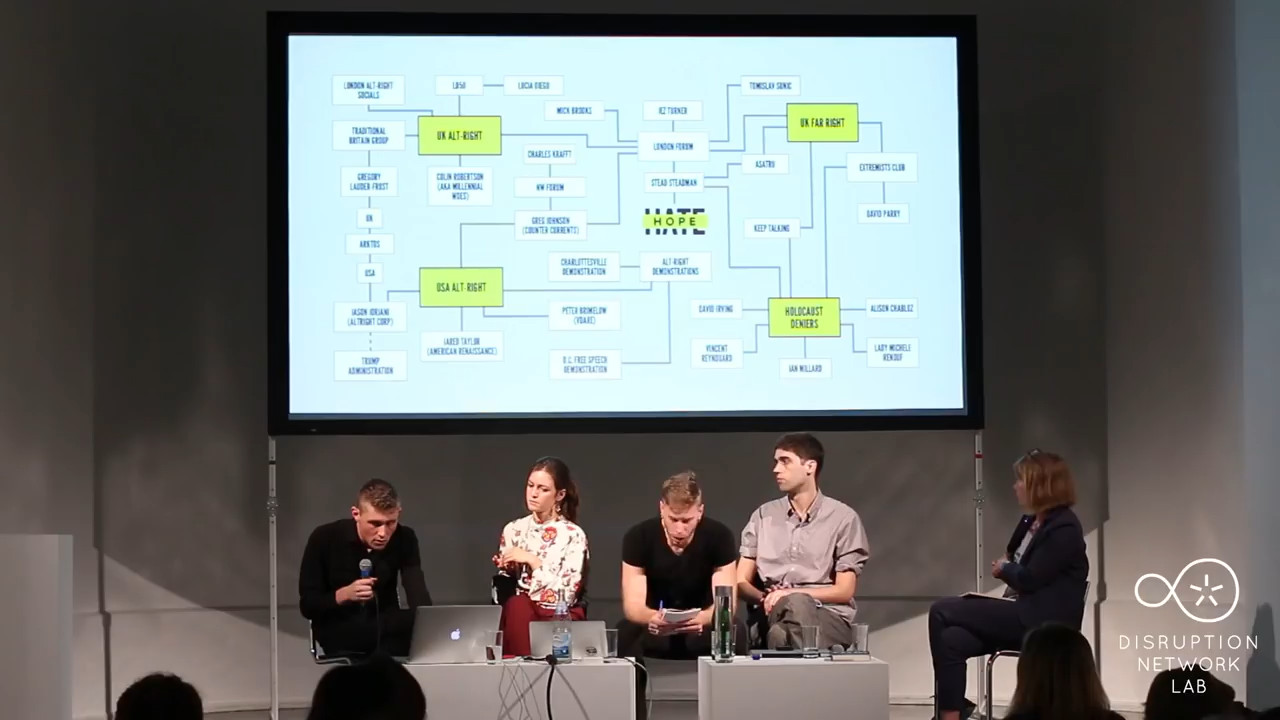 LONDON ALT-RIGHT
SOCIALS
LD50
LUCIA DIEGO
TRADITIONAL
BRITAIN GROUP
UK ALT-RIGHT
GREGORY
LAUDER-FROST
COLIN ROBERTSON
(AKA MILLENNIAL
WOES)
UK
ARKTOS
USA
JASON JORJANI
(ALTRIGHT CORP)
TRUMP
ADMINISTRATION
USA ALT-RIGHT
JARED TAYLOR
(AMERICAN RENAISSANCE)
MICK BROOKS
CHARLES KRAFFT
NW FORUM
GREG JOHNSON
(COUNTER CURRENTS)
CHARLOTTESVILLE
DEMONSTRATION
ALT-RIGHT
DEMONSTRATIONS
PETER BRIMELOW
(VDARE)
FREE SPEECH
DEMONSTRATION
JEZ TURNER
LONDON FORUM
STEAD STEADMAN
HOPE
HATE
TOMISLAV SUNIC
UK FAR RIGHT
ASATRU
EXTREMISTS CLUB
DAVID PARRY
KEEP TALKING
HOLOCAUST
DENIERS
DAVID IRVING
VINCENT
REYNOUARD
IAN MILLARD
ALISON CHABLOZ
LADY MICHELE
RENOUF
DISRUPTION
NETWORK
LAB